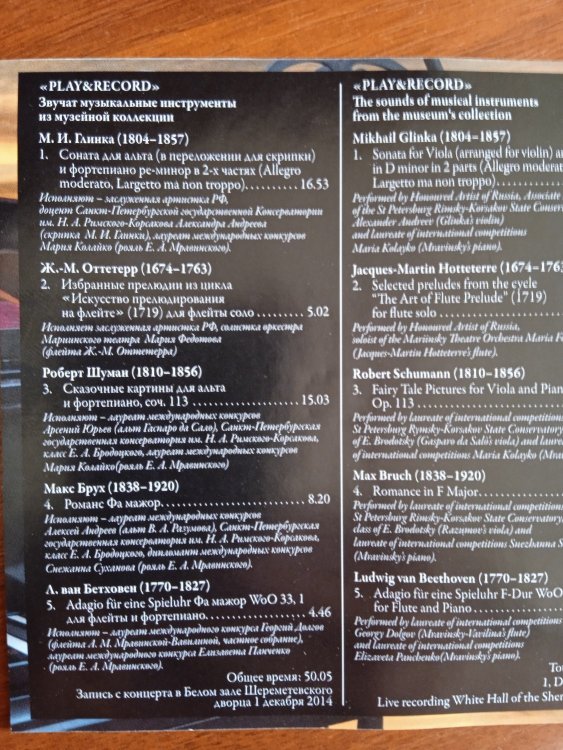 «PLAY&RECORD»
Звучат музыкальные инструменты
из музейной коллекции
М. И. Глинка (1804–1857)
1. Соната для альта (в переложении для скрипки)
и фортепиано ре-минор в 2-х частях (Allegro
moderato, Largetto ma non troppo).......... 16.53
Исполняют – заслуженная артистка РФ,
доцент Санкт-Петербургской государственной Консерватории
им. Н. А. Римского-Корсакова Александра Андреева
(скрипка М. И. Глинки), лауреат международных конкурсов
Мария Колайко (рояль Е. А. Мравинского).
Ж.-М. Оттетерр (1674–1763)
2. Избранные прелюдии из цикла
«Искусство прелюдирования
на флейте» (1719) для флейты соло........ 5.02
Исполняет заслуженная артистка РФ, солистка оркестра
Мариинского театра Мария Федотова
(флейта Ж.-М. Оттетерра)
Роберт Шуман (1810–1856)
3. Сказочные картины для альта
и фортепиано, соч. 113 ................... 15.03
Исполняют – лауреат международных конкурсов
Арсений Юрьев (альт Гаспаро да Сало), Санкт-Петербургская
государственная консерватория им. Н. А. Римского-Корсакова,
класс Е. А. Бродоцкого, лауреат международных конкурсов
Мария Колайко(рояль Е. А. Мравинского)
Макс Брух (1838–1920)
4. Романс Фа мажор.......................... 8.20
Исполняют – лауреат международных конкурсов
Алексей Андреев (альт В. А. Разумова), Санкт-Петербургская
государственная консерватория им. Н. А. Римского-Корсакова,
класс Е. А. Бродоцкого, дипломант международных конкурсов
Снежанна Суханова (рояль Е. А. Мравинского).
Л. ван Бетховен (1770–1827)
5. Adagio für eine Spieluhr Фа мажор WoO 33, 1
для флейты и фортепиано................ 4.46
Исполняют – лауреат международного конкурса Георгий Долгов
(флейта А. М. Мравинской-Вавилиной, частное собрание),
лауреат международного конкурса Елизавета Панченко
(рояль Е. А. Мравинского).
Общее время: 50.05
Запись с концерта в Белом зале Шереметевского
дворца 1 декабря 2014
«PLAY&RECORD»
The sounds of musical instruments
from the museum's collection
Mikhail Glinka (1804–1857)
1. Sonata for Viola (arranged for violin)
in D minor in 2 parts (Allegro moderato,
Largetto ma non troppo)
Performed by Honoured Artist of Russia, Associate
of the St Petersburg Rimsky-Korsakov State
Alexander Andreev (Glinka's violin)
and laureate of international competitions
Maria Kolayko (Mravinsky's piano).
Jacques-Martin Hotteterre (1674–1763
2. Selected preludes from the cycle
"The Art of Flute Prelude" (1719)
for flute solo
Performed by Honoured Artist of Russia,
soloist of the Mariinsky Theatre Orchestra Maria
(Jacques-Martin Hotteterre's flute).
Robert Schumann (1810–1856)
3. Fairy Tale Pictures for Viola and
Op. 113
Performed by laureate of international competitions
St Petersburg Rymsky-Korsakov State Conservatory
of E. Brodotsky (Gasparo da Salò's viola) and
of international competitions Maria Kolayko
Max Bruch (1838–1920)
4. Romance in F Major
Performed by laureate of international competitions
St Petersburg Rimsky-Korsakov State Conservatory,
class of E. Brodotsky (Razumov's viola) and
laureate of international competitions Snezhanna
(Mravinsky's piano).
Ludwig van Beethoven (1770–1827)
5. Adagio für eine Spieluhr F-Dur WoO
for Flute and Piano
Performed by laureate of international competitions
Georgy Dolgov (Mravinsky-Vavilina's flute)
and laureate of international competitions
Elizaveta Panchenko(Mravinsky's piano).
1, D
Live recording White Hall of the